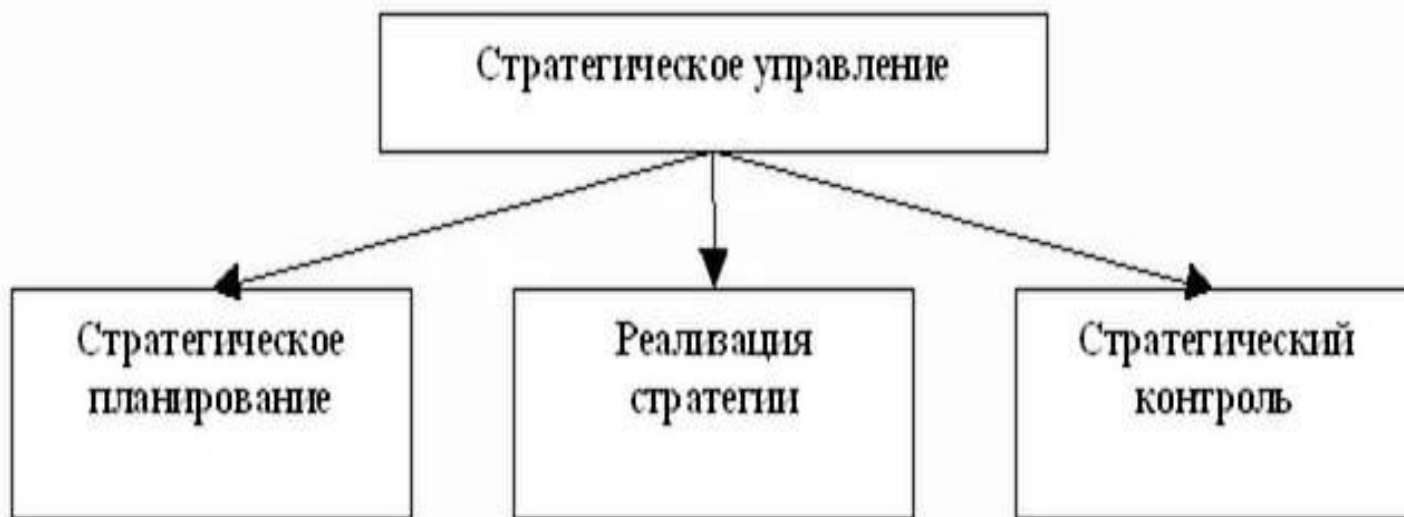 Стратегическое управление
Стратегическое
планирование
Реализация
стратегии
Стратегический
контроль